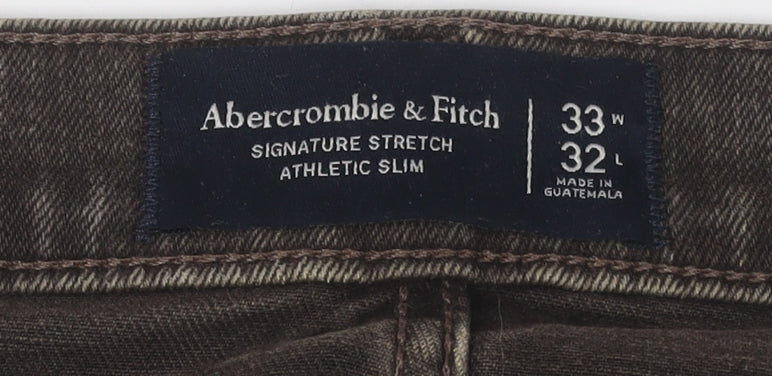 Abercrombie & Fitch
SIGNATURE STRETCH
ATHLETIC SLIM
33 W
32 L
MADE IN
GUATEMALA